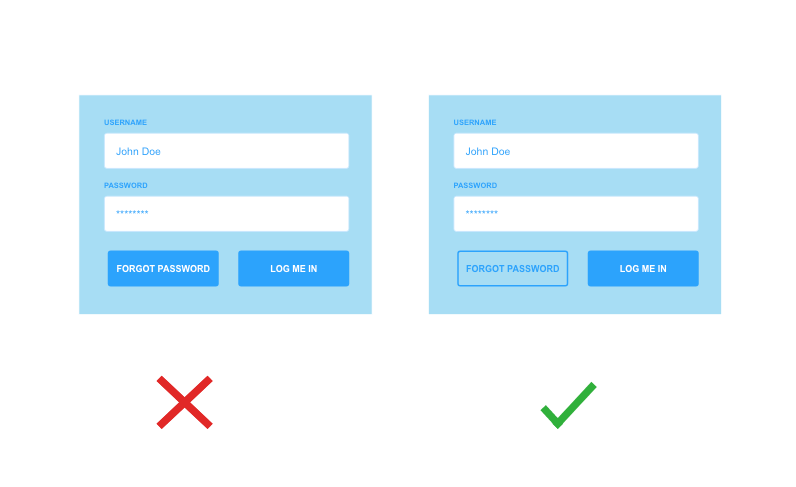 USERNAME
John Doe
PASSWORD
********
FORGOT PASSWORD
LOG ME IN
USERNAME
John Doe
PASSWORD
********
FORGOT PASSWORD
LOG ME IN